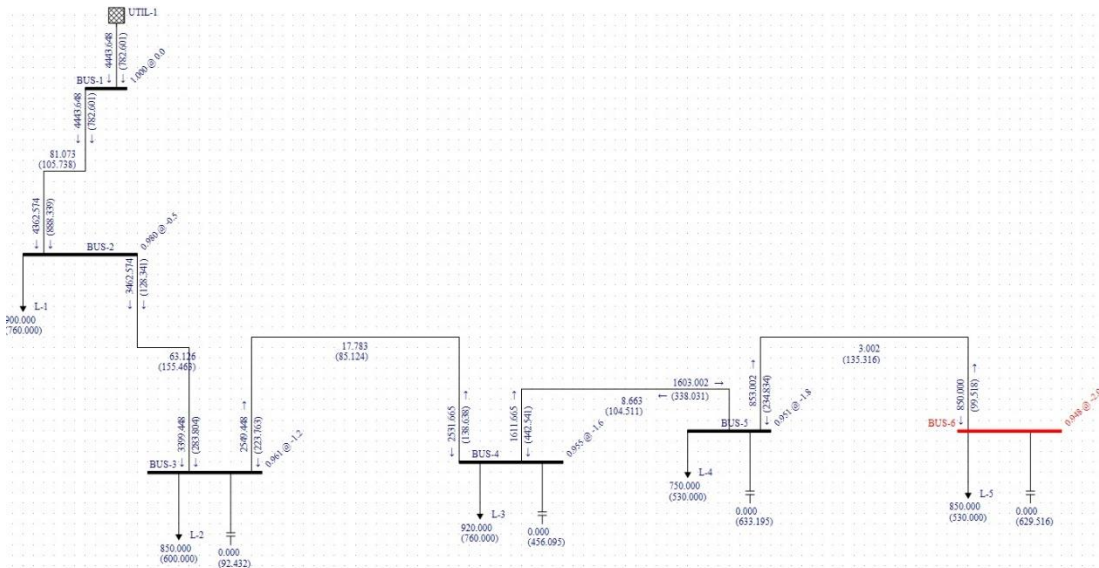 UTIL-1
↓ 4443.648
(782.601) ↓
BUS-1
1.000 @ 0.0
↓ 4443.648
(782.601) ↓
81.073
(105.738)
↓ 4362.574
(888.339) ↓
BUS-2
0.980 @ -0.5
L-1
900.000
(760.000)
↓ 3462.574
(128.341) ↓
63.126
(155.463)
↓ 3399.448
(283.804) ↓
BUS-3
0.961 @ -1.2
L-2
850.000
(600.000)
0.000
(92.432)
2549.448 →
(223.763) ↓
17.783
(85.124)
↓ 2531.665
(138.638) →
BUS-4
0.955 @ -1.6
L-3
920.000
(760.000)
0.000
(456.095)
1611.665 →
(442.541) ↓
8.663
(104.511)
1603.002 →
← (338.031)
BUS-5
0.951 @ -1.8
L-4
750.000
(530.000)
0.000
(633.195)
853.002 →
(234.834) ↓
3.002
(135.316)
↓ 850.000
(99.518) →
BUS-6
L-5
850.000
(530.000)
0.000
(629.516)